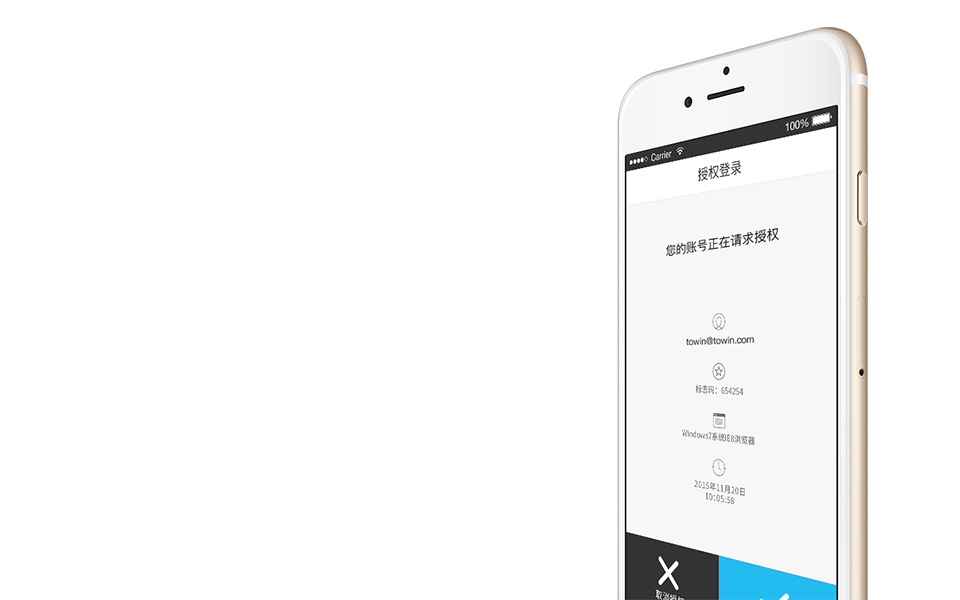 Carrier 100%
授权登录
您的账号正在请求授权
towin@towin.com
标志码：654254
Windows7系统IE8浏览器
2015年11月20日
10:05:58
取消授权